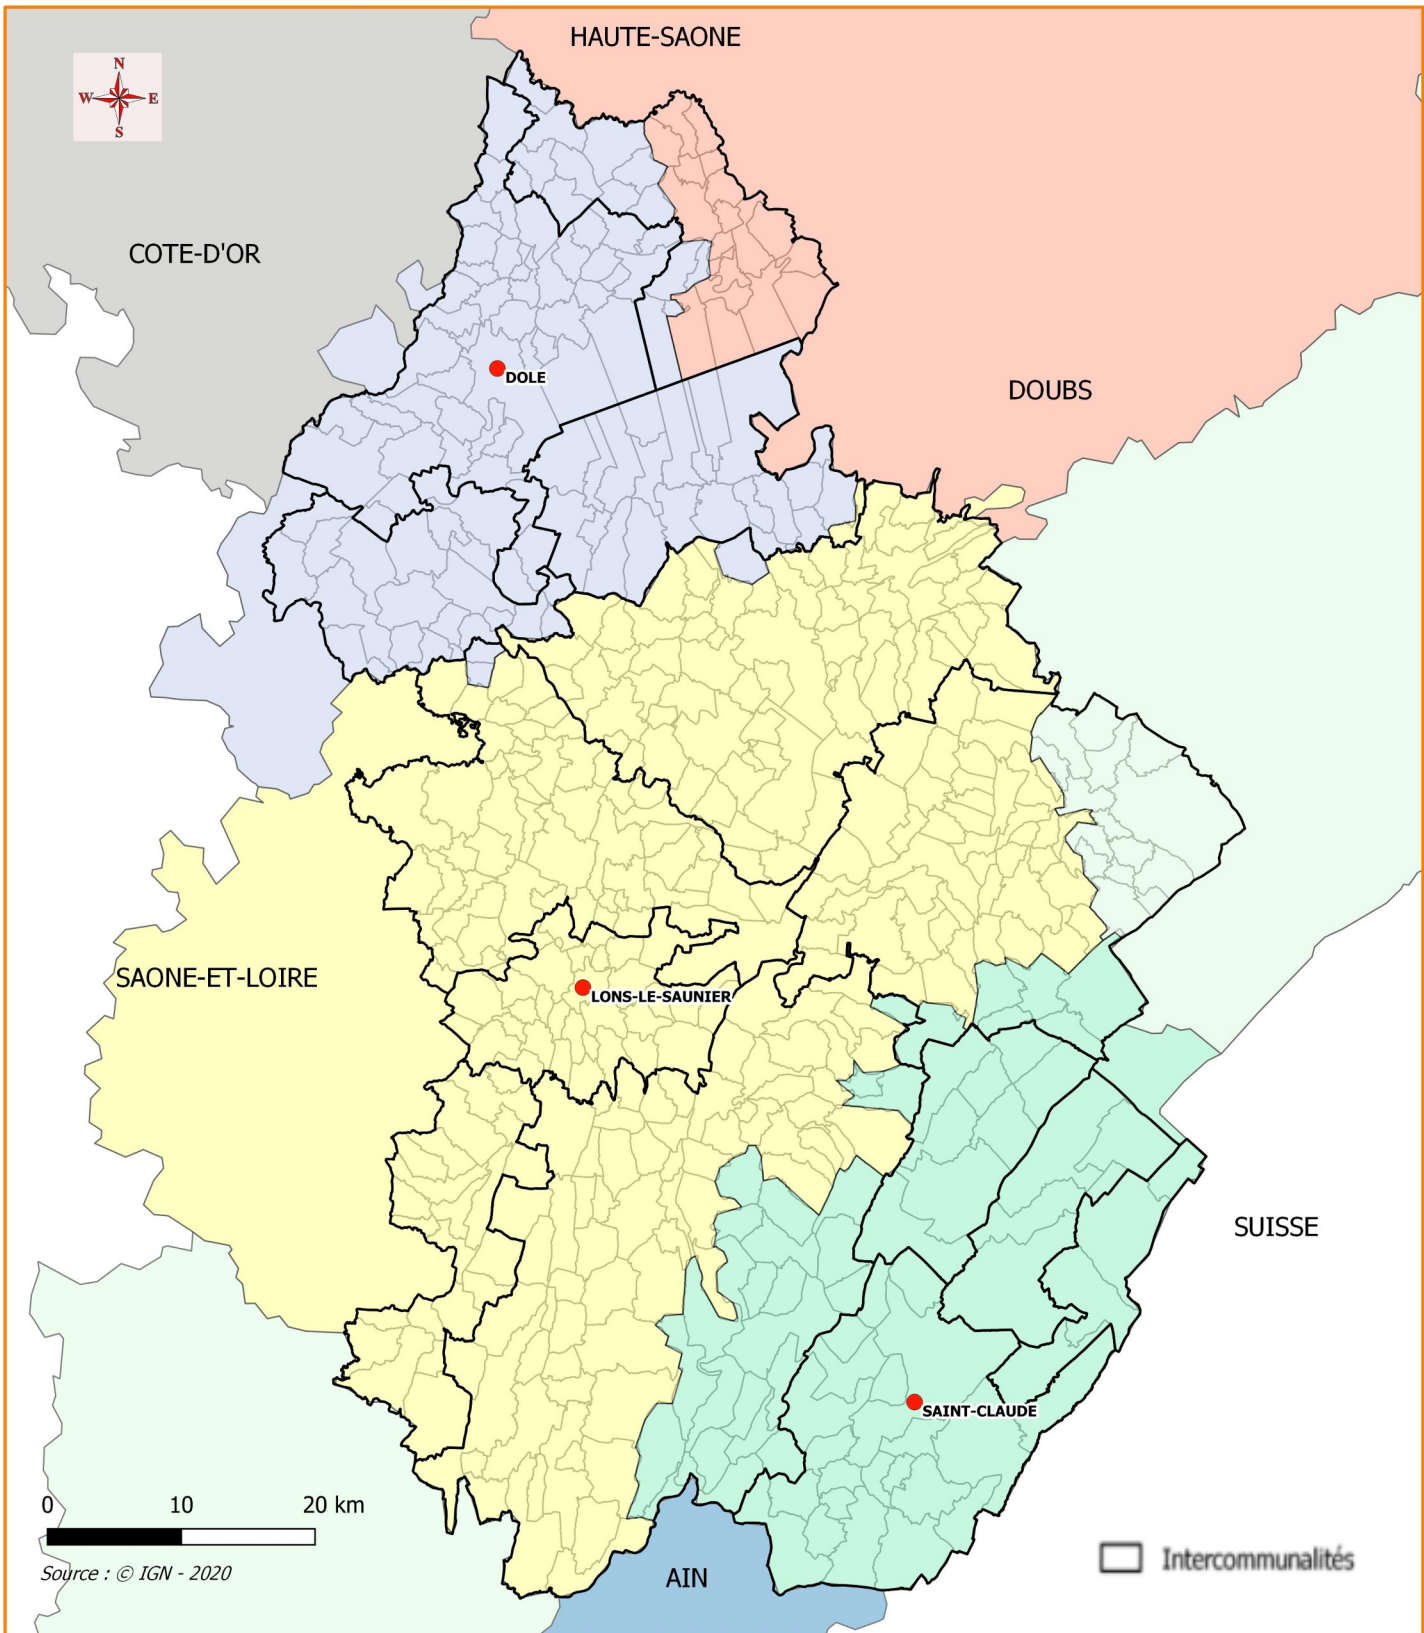 HAUTE-SAONE
N
W
E
S
COTE-D'OR
DOLE
DOUBS
SAONE-ET-LOIRE
LONS-LE-SAUNIER
SUISSE
SAINT-CLAUDE
0 10 20 km
Source : © IGN - 2020
AIN
Intercommunalités